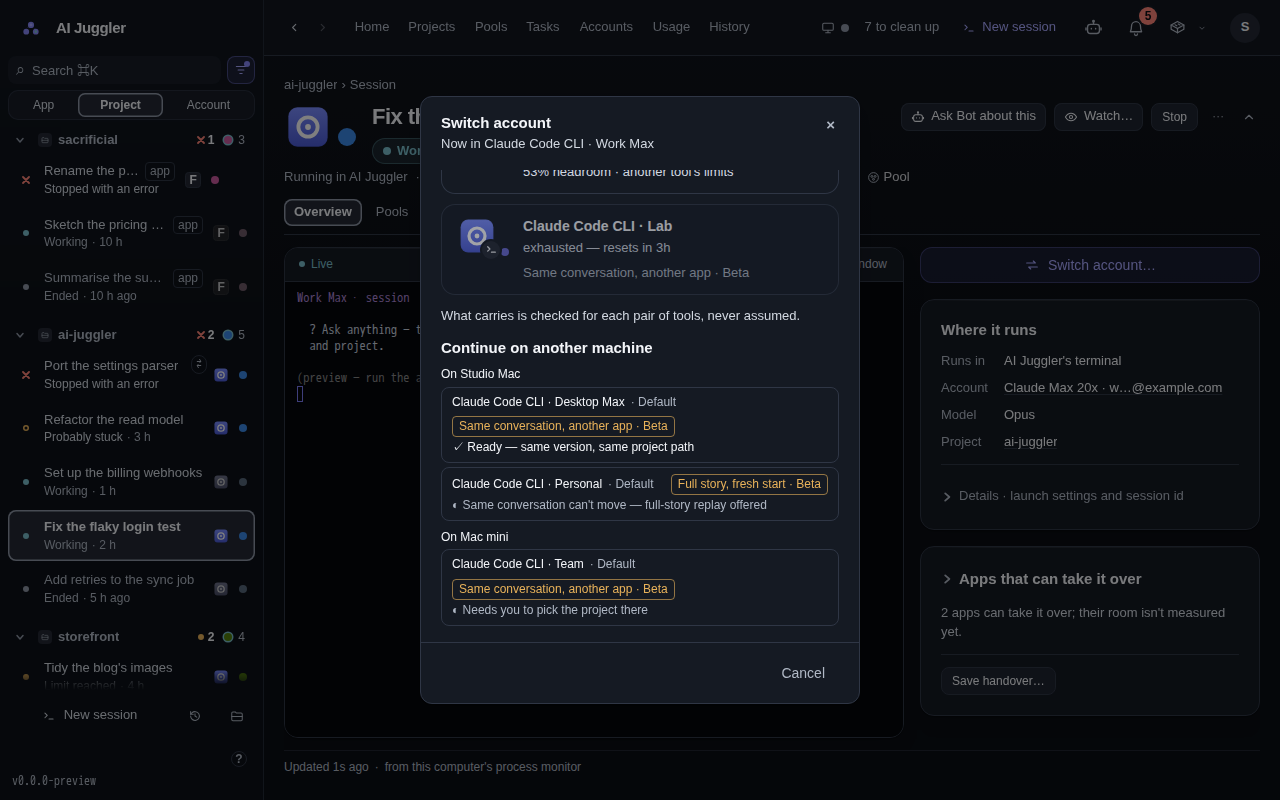 AI Juggler
Home Projects Pools Tasks Accounts Usage History
7 to clean up
New session
5
S
Search ⌘K
App Project Account
sacrificial
1 3
Rename the p… app
Stopped with an error
F
Sketch the pricing … app
Working · 10 h
F
Summarise the su… app
Ended · 10 h ago
F
ai-juggler
2 5
Port the settings parser
Stopped with an error
Refactor the read model
Probably stuck · 3 h
Set up the billing webhooks
Working · 1 h
Fix the flaky login test
Working · 2 h
Add retries to the sync job
Ended · 5 h ago
storefront
2 4
Tidy the blog's images
Limit reached · 4 h
New session
?
v0.0.0-preview
ai-juggler › Session
Fix th
Wor
Ask Bot about this
Watch…
Stop
Running in AI Juggler ·
Pool
Overview Pools
Live
ndow
Work Max · session
? Ask anything — t
and project.
(preview — run the a
Switch account
Now in Claude Code CLI · Work Max
×
53% headroom · another tool's limits
Claude Code CLI · Lab
exhausted — resets in 3h
Same conversation, another app · Beta
What carries is checked for each pair of tools, never assumed.
Continue on another machine
On Studio Mac
Claude Code CLI · Desktop Max · Default
Same conversation, another app · Beta
✓ Ready — same version, same project path
Claude Code CLI · Personal · Default Full story, fresh start · Beta
Same conversation can't move — full-story replay offered
On Mac mini
Claude Code CLI · Team · Default
Same conversation, another app · Beta
Needs you to pick the project there
Cancel
Switch account…
Where it runs
Runs in AI Juggler's terminal
Account Claude Max 20x · w…@example.com
Model Opus
Project ai-juggler
Details · launch settings and session id
Apps that can take it over
2 apps can take it over; their room isn't measured
yet.
Save handover…
Updated 1s ago · from this computer's process monitor